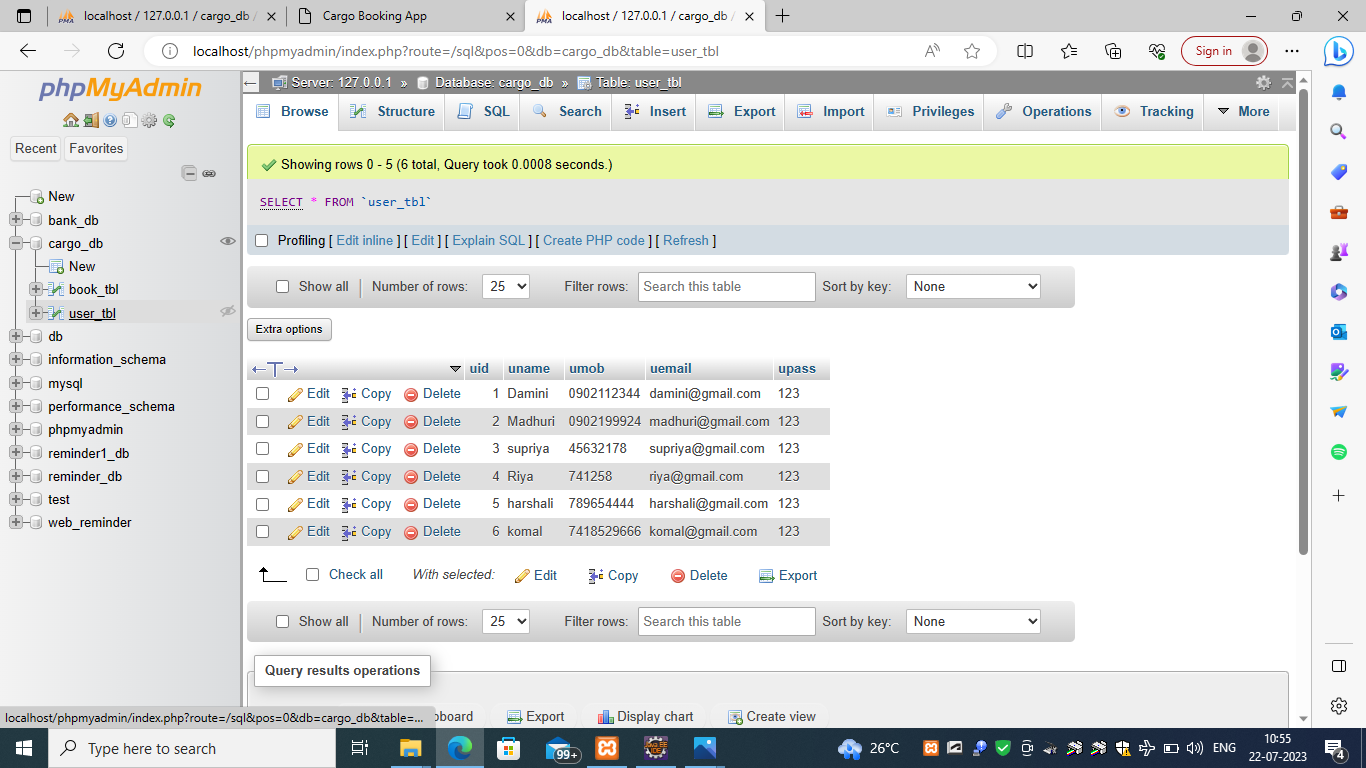 localhost / 127.0.0.1 / cargo_db /
Cargo Booking App
localhost / 127.0.0.1 / cargo_db /
localhost/phpmyadmin/index.php?route=/sql&pos=0&db=cargo_db&table=user_tbl
Sign in
phpMyAdmin
Recent
Favorites
New
bank_db
cargo_db
New
book_tbl
user_tbl
db
information_schema
mysql
performance_schema
phpmyadmin
reminder1_db
reminder_db
test
web_reminder
Server: 127.0.0.1 » Database: cargo_db » Table: user_tbl
Browse Structure SQL Search Insert Export Import Privileges Operations Tracking More
Showing rows 0 - 5 (6 total, Query took 0.0008 seconds.)
SELECT * FROM `user_tbl`
Profiling [ Edit inline ] [ Edit ] [ Explain SQL ] [ Create PHP code ] [ Refresh ]
Show all Number of rows: 25 Filter rows: Search this table Sort by key: None
Extra options
uid uname umob uemail upass
Edit Copy Delete 1 Damini 0902112344 damini@gmail.com 123
Edit Copy Delete 2 Madhuri 0902199924 madhuri@gmail.com 123
Edit Copy Delete 3 supriya 45632178 supriya@gmail.com 123
Edit Copy Delete 4 Riya 741258 riya@gmail.com 123
Edit Copy Delete 5 harshali 789654444 harshali@gmail.com 123
Edit Copy Delete 6 komal 7418529666 komal@gmail.com 123
Check all With selected: Edit Copy Delete Export
Show all Number of rows: 25 Filter rows: Search this table Sort by key: None
Query results operations
pboard Export Display chart Create view
localhost/phpmyadmin/index.php?route=/sql&pos=0&db=cargo_db&table=...
Type here to search
99+
26°C
ENG
10:55
22-07-2023
4